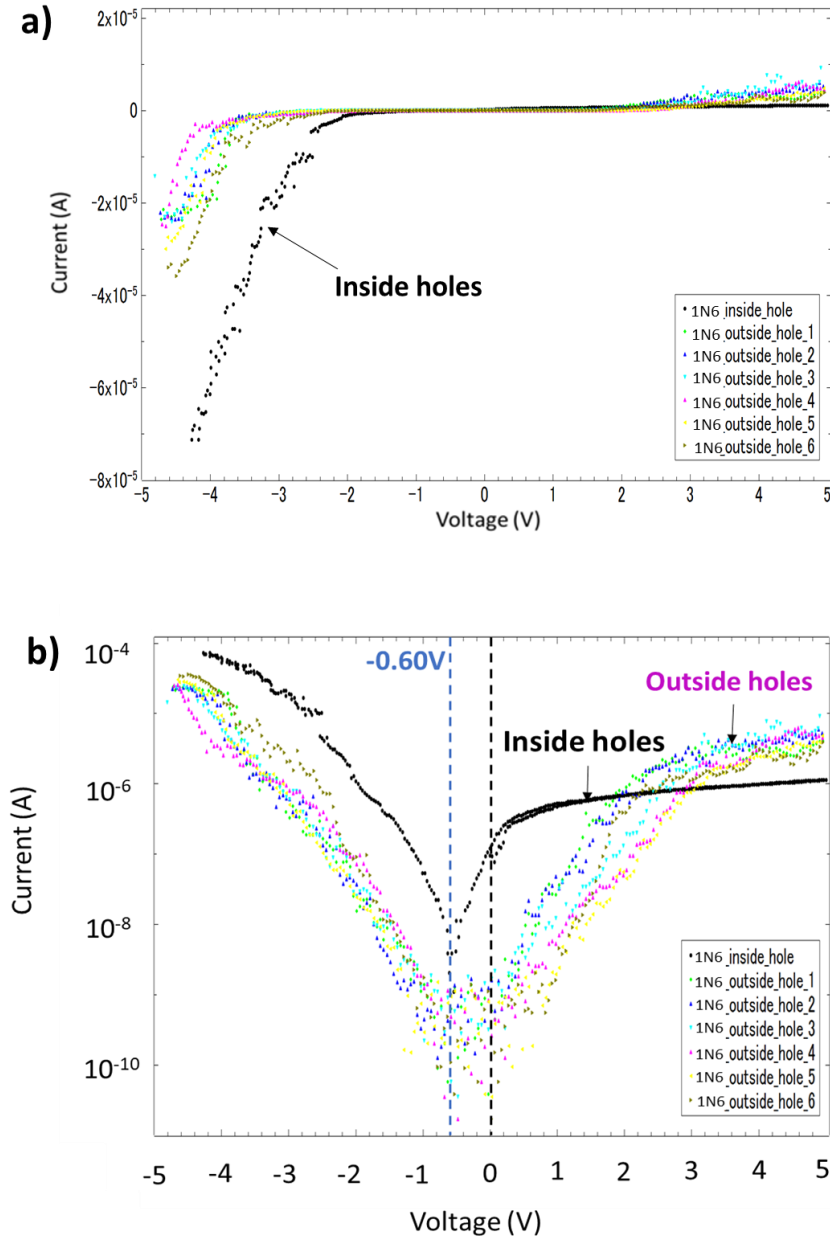 a)
2x10⁻⁵
0
−2x10⁻⁵
−4x10⁻⁵
−6x10⁻⁵
−8x10⁻⁵
Current (A)
Inside holes
1N6_inside_hole
1N6_outside_hole_1
1N6_outside_hole_2
1N6_outside_hole_3
1N6_outside_hole_4
1N6_outside_hole_5
1N6_outside_hole_6
−5 −4 −3 −2 −1 0 1 2 3 4 5
Voltage (V)
b)
10⁻⁴
10⁻⁶
10⁻⁸
10⁻¹⁰
Current (A)
-0.60V
Outside holes
Inside holes
1N6_inside_hole
1N6_outside_hole_1
1N6_outside_hole_2
1N6_outside_hole_3
1N6_outside_hole_4
1N6_outside_hole_5
1N6_outside_hole_6
-5 -4 -3 -2 -1 0 1 2 3 4 5
Voltage (V)